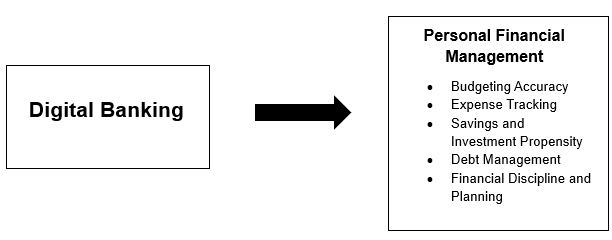 Digital Banking
Personal Financial
Management
• Budgeting Accuracy
• Expense Tracking
• Savings and
Investment Propensity
• Debt Management
• Financial Discipline and
Planning